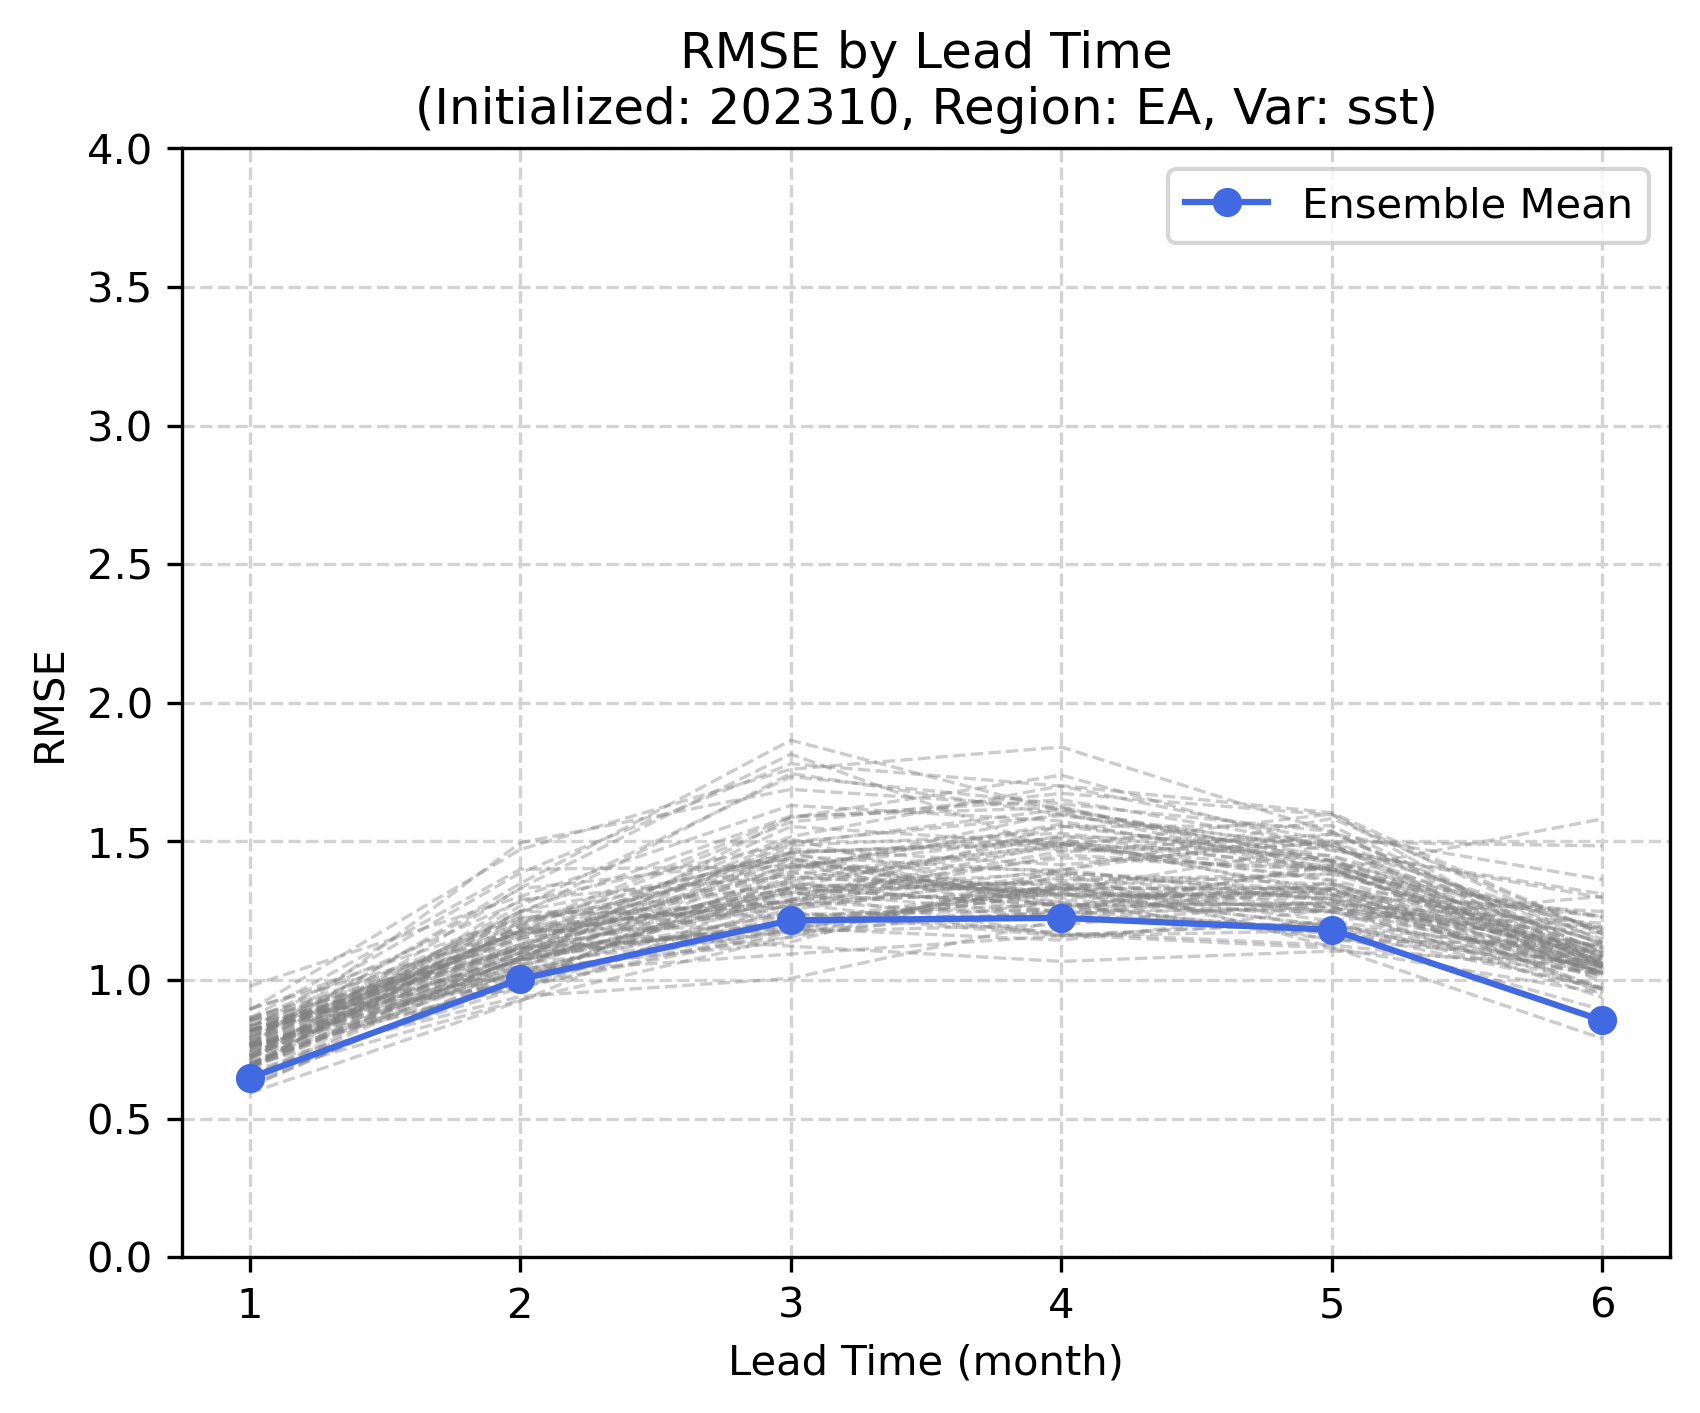 RMSE by Lead Time
(Initialized: 202310, Region: EA, Var: sst)
Ensemble Mean
4.0
3.5
3.0
2.5
2.0
1.5
1.0
0.5
0.0
RMSE
1 2 3 4 5 6
Lead Time (month)